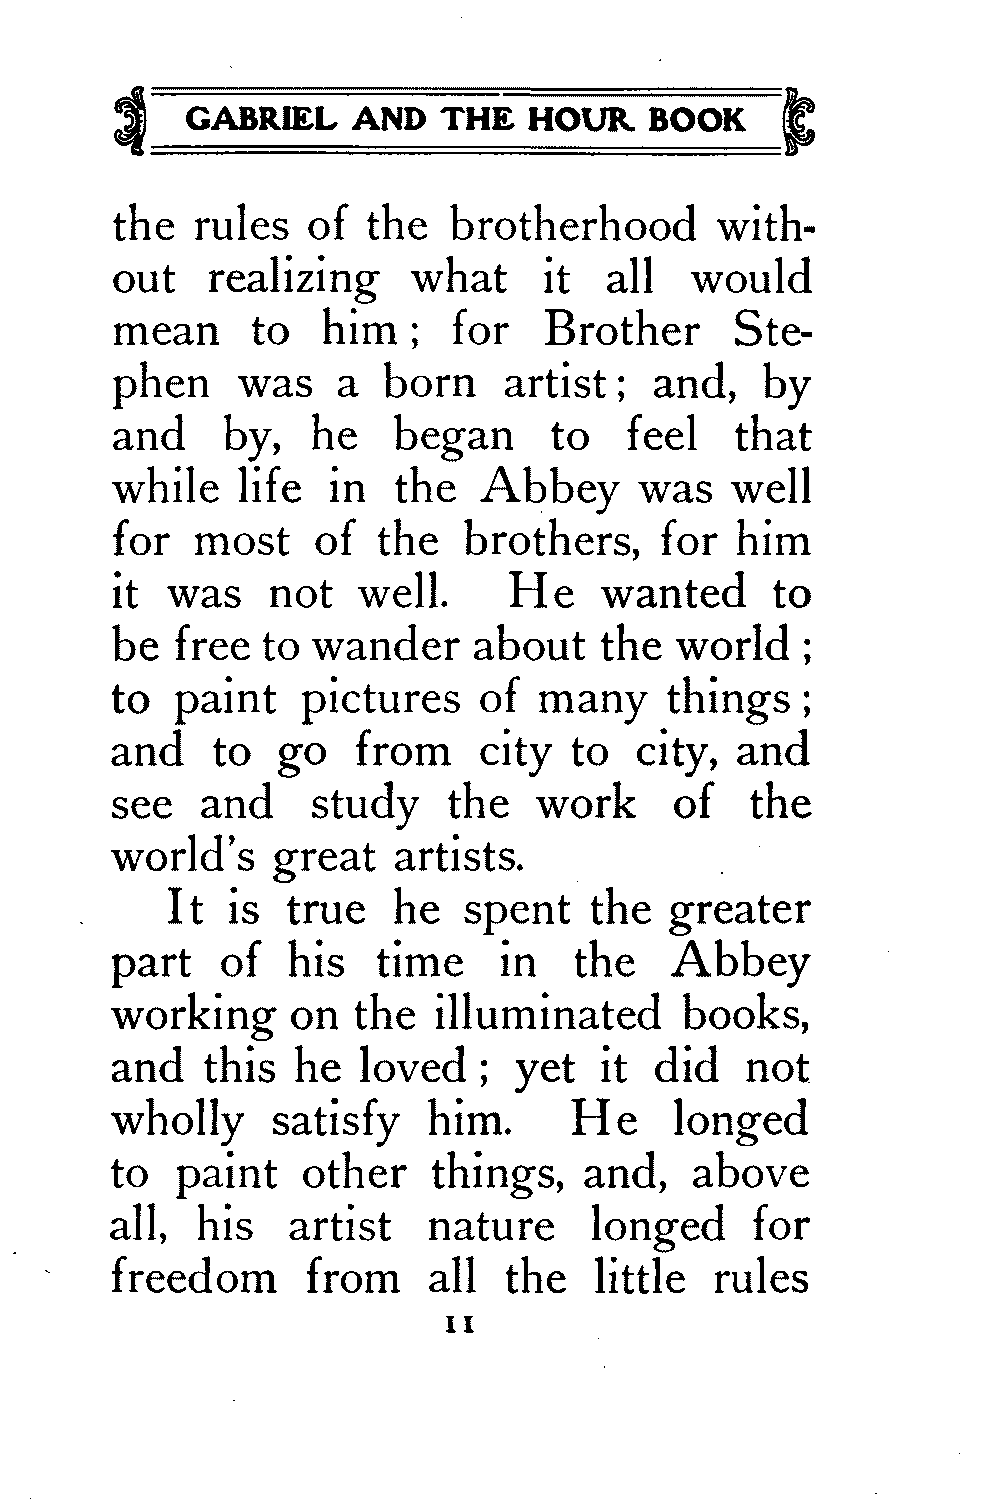 GABRIEL AND THE HOUR BOOK
the rules of the brotherhood with-
out realizing what it all would
mean to him ; for Brother Ste-
phen was a born artist ; and, by
and by, he began to feel that
while life in the Abbey was well
for most of the brothers, for him
it was not well. He wanted to
be free to wander about the world ;
to paint pictures of many things ;
and to go from city to city, and
see and study the work of the
world's great artists.
It is true he spent the greater
part of his time in the Abbey
working on the illuminated books,
and this he loved ; yet it did not
wholly satisfy him. He longed
to paint other things, and, above
all, his artist nature longed for
freedom from all the little rules
11